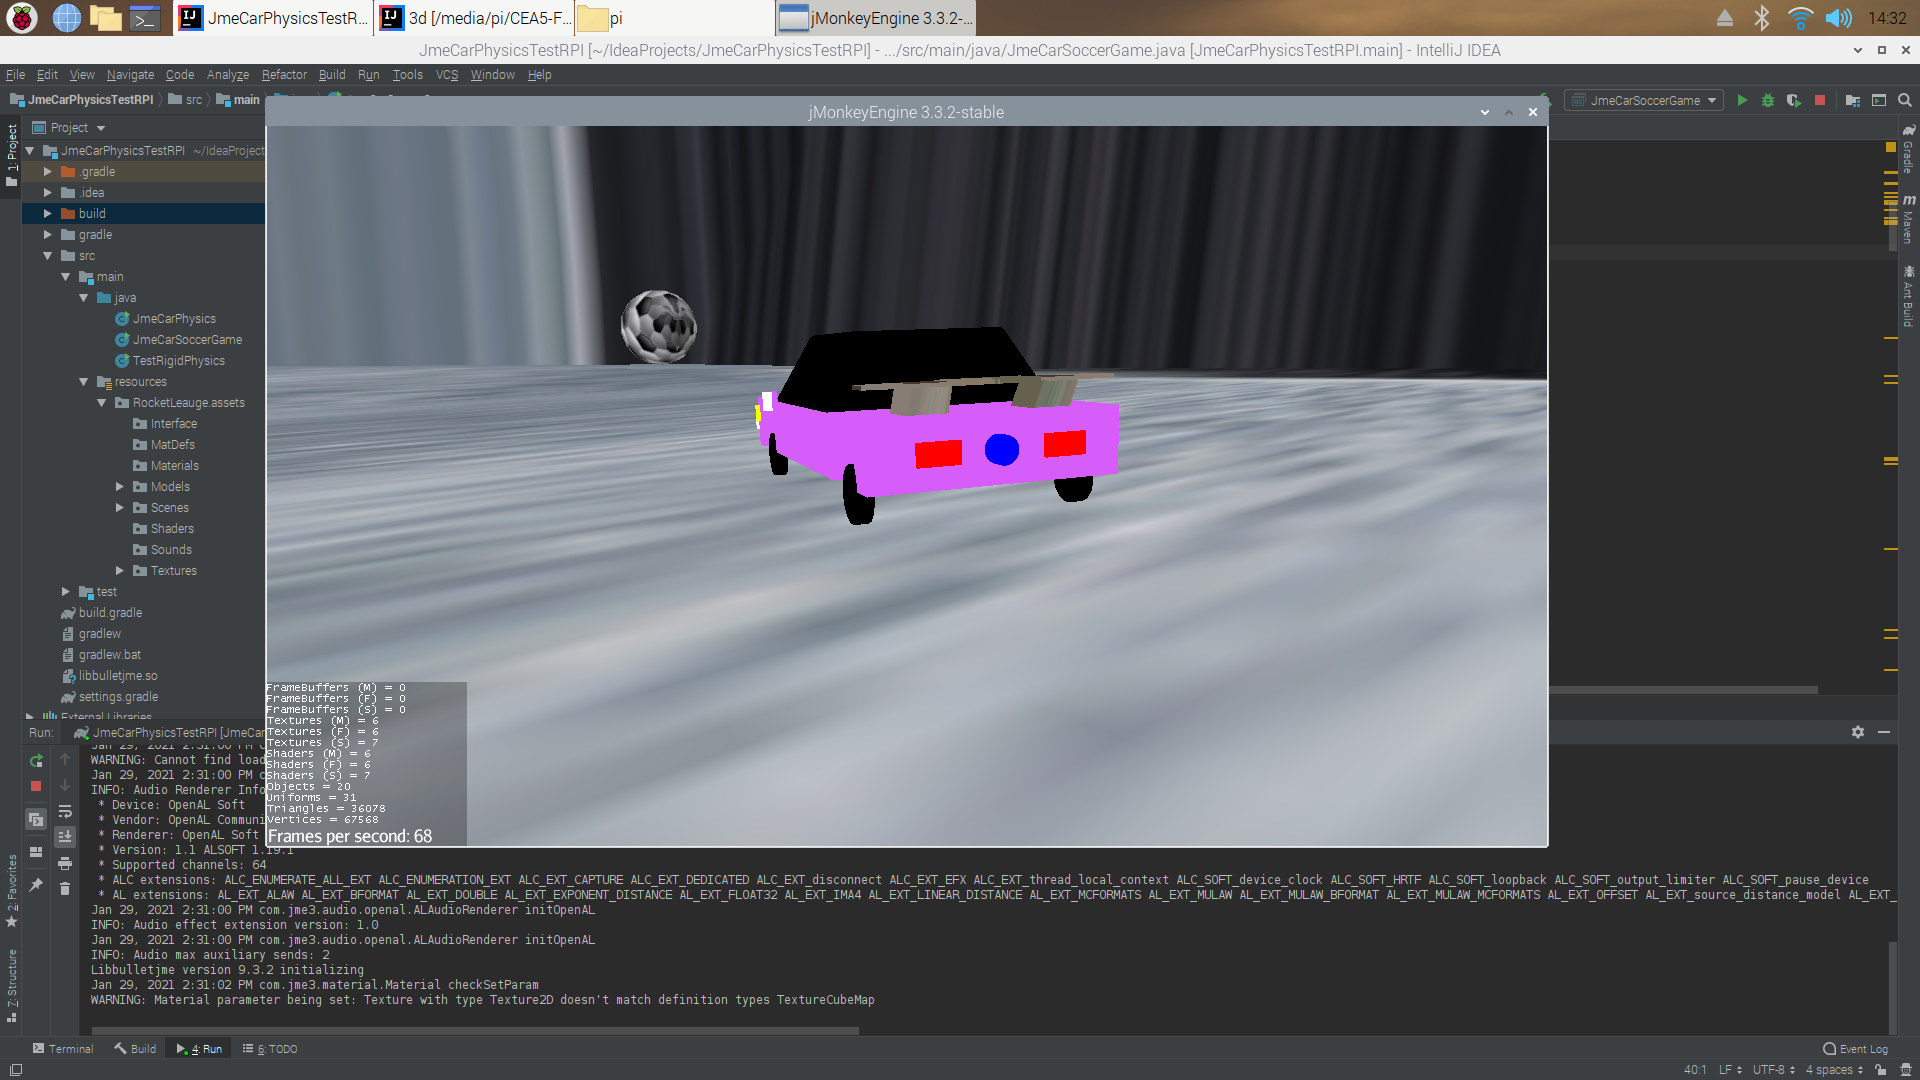 JmeCarPhysicsTestR...
3d [/media/pi/CEA5-F...
pi
jMonkeyEngine 3.3.2-...
14:32
JmeCarPhysicsTestRPI [~/IdeaProjects/JmeCarPhysicsTestRPI] - .../src/main/java/JmeCarSoccerGame.java [JmeCarPhysicsTestRPI.main] - IntelliJ IDEA
File Edit View Navigate Code Analyze Refactor Build Run Tools VCS Window Help
JmeCarPhysicsTestRPI src main
JmeCarSoccerGame
jMonkeyEngine 3.3.2-stable
Project
1: Project
JmeCarPhysicsTestRPI ~/IdeaProject
.gradle
.idea
build
gradle
src
main
java
JmeCarPhysics
JmeCarSoccerGame
TestRigidPhysics
resources
RocketLeauge.assets
Interface
MatDefs
Materials
Models
Scenes
Shaders
Sounds
Textures
test
build.gradle
gradlew
gradlew.bat
libbulletjme.so
settings.gradle
External Libraries
Gradle
Maven
Ant Build
FrameBuffers (M) = 0
FrameBuffers (F) = 0
FrameBuffers (S) = 0
Textures (M) = 6
Textures (F) = 6
Textures (S) = 7
Shaders (M) = 6
Shaders (F) = 6
Shaders (S) = 7
Objects = 20
Uniforms = 31
Triangles = 36078
Vertices = 67568
Frames per second: 68
Run: JmeCarPhysicsTestRPI [JmeCar
Jan 29, 2021 2:31:00 PM c
WARNING: Cannot find load
Jan 29, 2021 2:31:00 PM c
INFO: Audio Renderer Info
* Device: OpenAL Soft
* Vendor: OpenAL Communi
* Renderer: OpenAL Soft
* Version: 1.1 ALSOFT 1.19.1
* Supported channels: 64
* ALC extensions: ALC_ENUMERATE_ALL_EXT ALC_ENUMERATION_EXT ALC_EXT_CAPTURE ALC_EXT_DEDICATED ALC_EXT_disconnect ALC_EXT_EFX ALC_EXT_thread_local_context ALC_SOFT_device_clock ALC_SOFT_HRTF ALC_SOFT_loopback ALC_SOFT_output_limiter ALC_SOFT_pause_device
* AL extensions: AL_EXT_ALAW AL_EXT_BFORMAT AL_EXT_DOUBLE AL_EXT_EXPONENT_DISTANCE AL_EXT_FLOAT32 AL_EXT_IMA4 AL_EXT_LINEAR_DISTANCE AL_EXT_MCFORMATS AL_EXT_MULAW AL_EXT_MULAW_BFORMAT AL_EXT_MULAW_MCFORMATS AL_EXT_OFFSET AL_EXT_source_distance_model AL_EXT_
Jan 29, 2021 2:31:00 PM com.jme3.audio.openal.ALAudioRenderer initOpenAL
INFO: Audio effect extension version: 1.0
Jan 29, 2021 2:31:00 PM com.jme3.audio.openal.ALAudioRenderer initOpenAL
INFO: Audio max auxiliary sends: 2
Libbulletjme version 9.3.2 initializing
Jan 29, 2021 2:31:02 PM com.jme3.material.Material checkSetParam
WARNING: Material parameter being set: Texture with type Texture2D doesn't match definition types TextureCubeMap
2: Favorites
7: Structure
Terminal Build 4: Run 6: TODO
Event Log
40:1 LF UTF-8 4 spaces